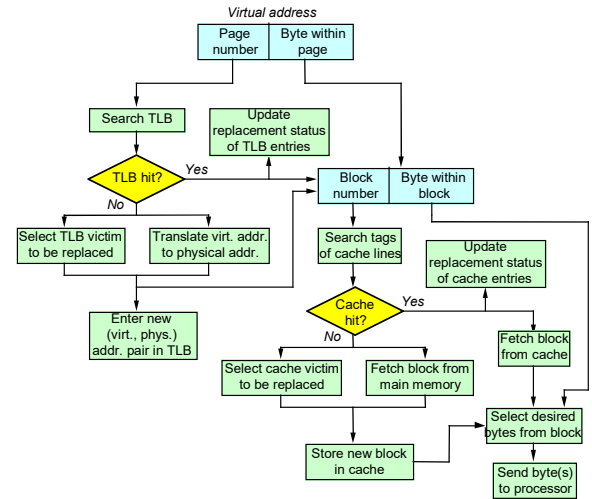 Virtual address
Page
number
Byte within
page
Search TLB
Update
replacement status
of TLB entries
TLB hit?
Yes
No
Block
number
Byte within
block
Select TLB victim
to be replaced
Translate virt. addr.
to physical addr.
Search tags
of cache lines
Update
replacement status
of cache entries
Enter new
(virt., phys.)
addr. pair in TLB
Cache
hit?
Yes
No
Fetch block
from cache
Select cache victim
to be replaced
Fetch block from
main memory
Select desired
bytes from block
Store new block
in cache
Send byte(s)
to processor